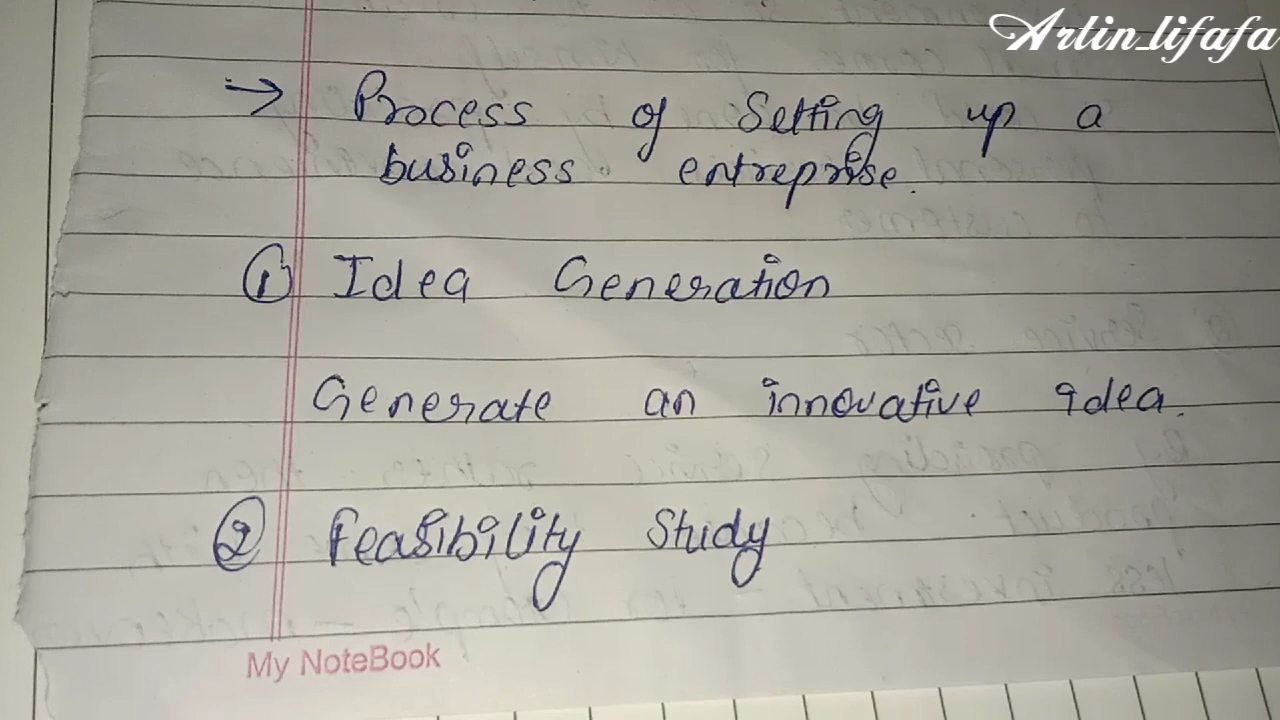 Artin_lifafa
→ Process of Setting up a
business entreprise.
① Idea Generation
Generate an innovative idea.
② Feasibility Study
My NoteBook